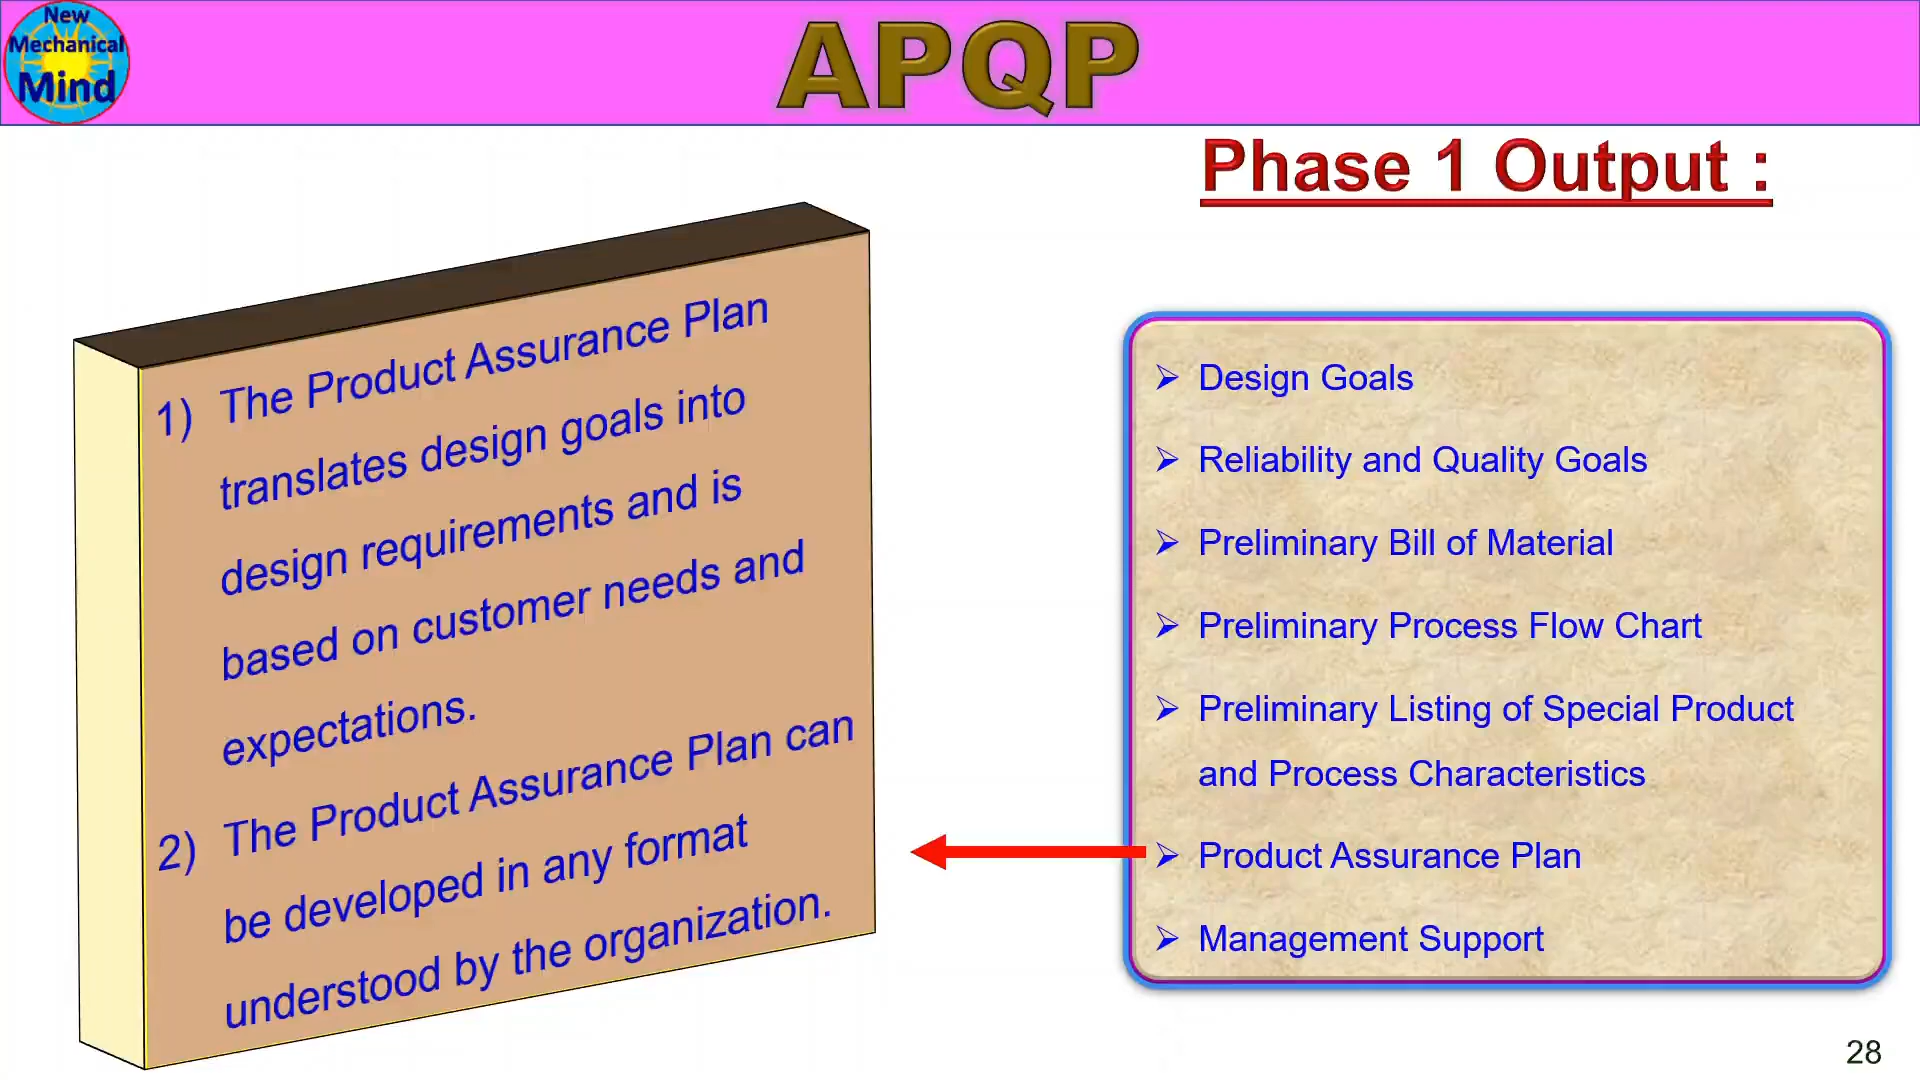 New
Mechanical
Mind
APQP
Phase 1 Output :
1) The Product Assurance Plan
translates design goals into
design requirements and is
based on customer needs and
expectations.
2) The Product Assurance Plan can
be developed in any format
understood by the organization.
➢ Design Goals
➢ Reliability and Quality Goals
➢ Preliminary Bill of Material
➢ Preliminary Process Flow Chart
➢ Preliminary Listing of Special Product
and Process Characteristics
➢ Product Assurance Plan
➢ Management Support
28